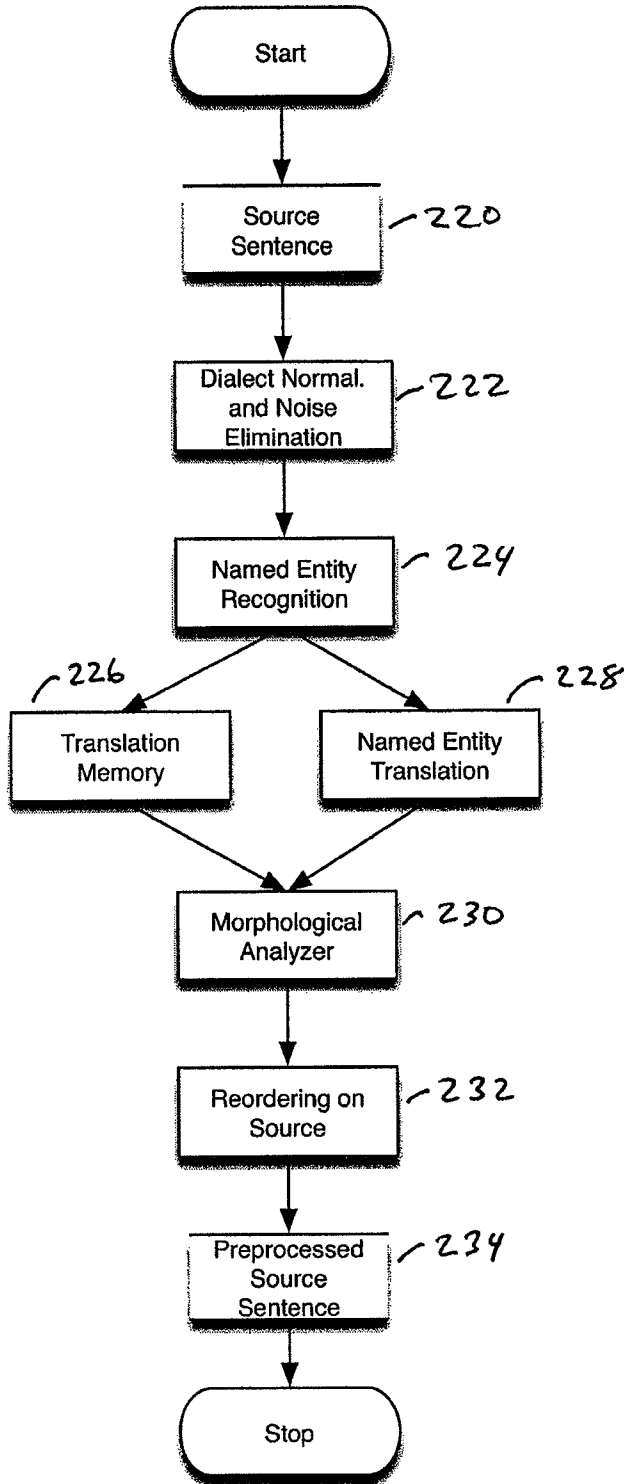 Start
Source
Sentence
220
Dialect Normal.
and Noise
Elimination
222
Named Entity
Recognition
224
226
228
Translation
Memory
Named Entity
Translation
Morphological
Analyzer
230
Reordering on
Source
232
Preprocessed
Source
Sentence
234
Stop